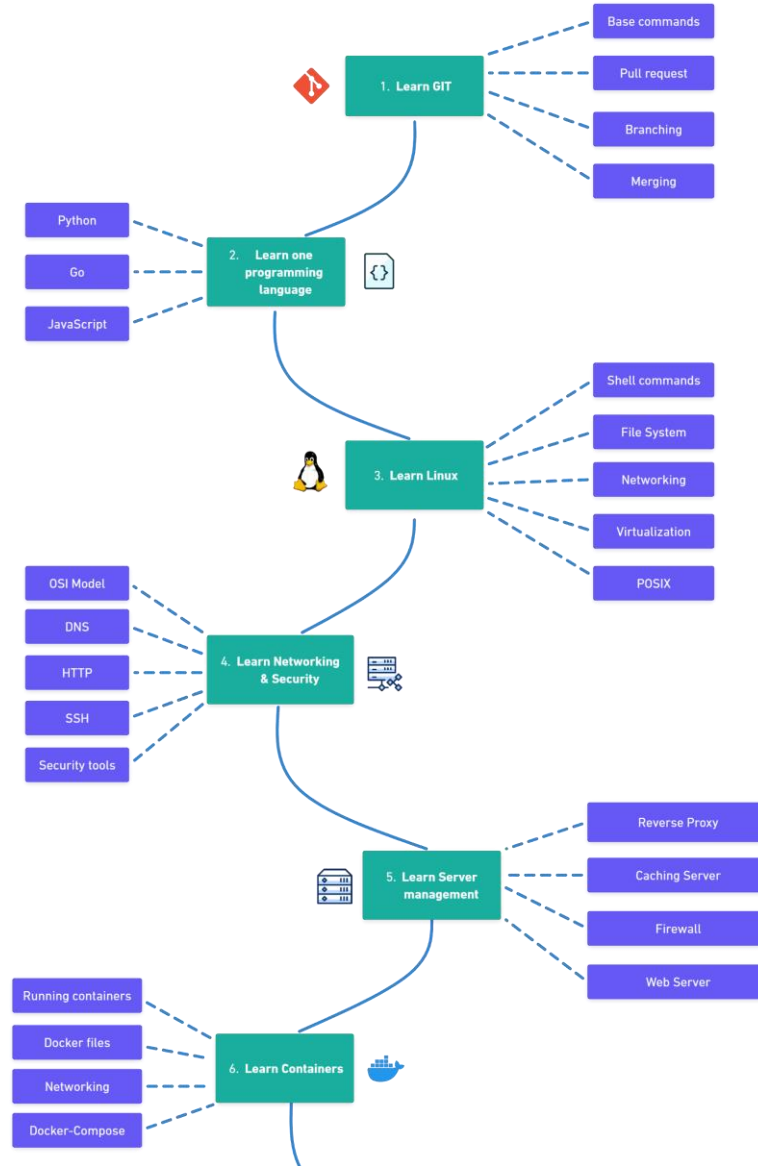 1. Learn GIT
Base commands
Pull request
Branching
Merging
2. Learn one
programming
language
Python
Go
JavaScript
{}
3. Learn Linux
Shell commands
File System
Networking
Virtualization
POSIX
4. Learn Networking
& Security
OSI Model
DNS
HTTP
SSH
Security tools
5. Learn Server
management
Reverse Proxy
Caching Server
Firewall
Web Server
6. Learn Containers
Running containers
Docker files
Networking
Docker-Compose